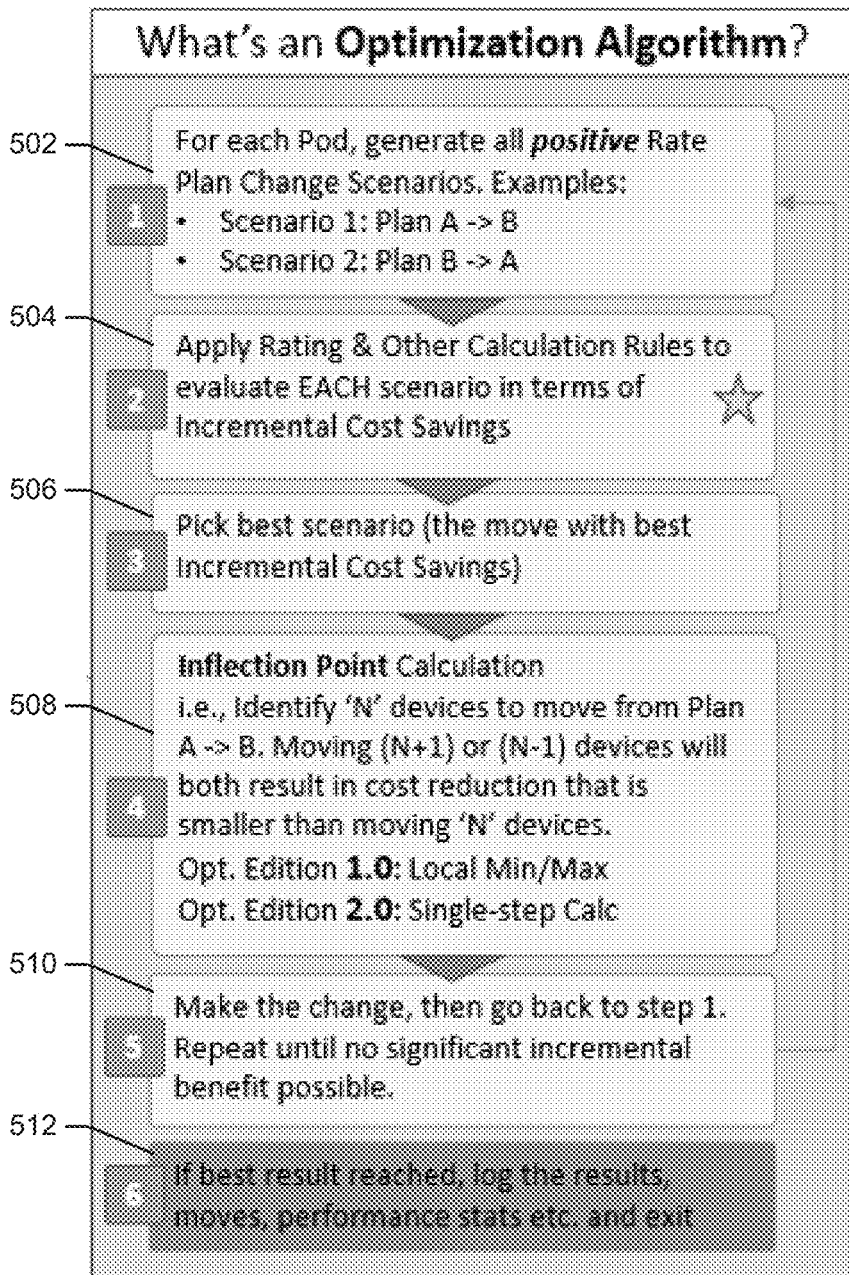 What's an Optimization Algorithm?
502
1
For each Pod, generate all positive Rate
Plan Change Scenarios. Examples:
• Scenario 1: Plan A -> B
• Scenario 2: Plan B -> A
504
2
Apply Rating & Other Calculation Rules to
evaluate EACH scenario in terms of
Incremental Cost Savings
506
3
Pick best scenario (the move with best
Incremental Cost Savings)
508
4
Inflection Point Calculation
i.e., Identify 'N' devices to move from Plan
A -> B. Moving (N+1) or (N-1) devices will
both result in cost reduction that is
smaller than moving 'N' devices.
Opt. Edition 1.0: Local Min/Max
Opt. Edition 2.0: Single-step Calc
510
5
Make the change, then go back to step 1.
Repeat until no significant incremental
benefit possible.
512
6
If best result reached, log the results,
moves, performance stats etc. and exit